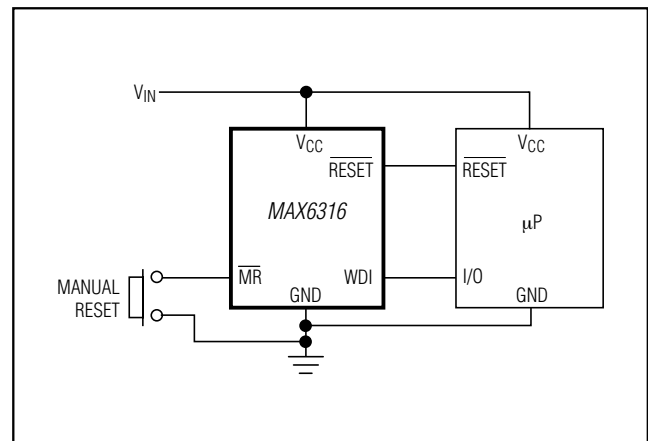 VIN
VCC
RESET
MAX6316
MR
WDI
GND
VCC
RESET
µP
I/O
GND
MANUAL
RESET